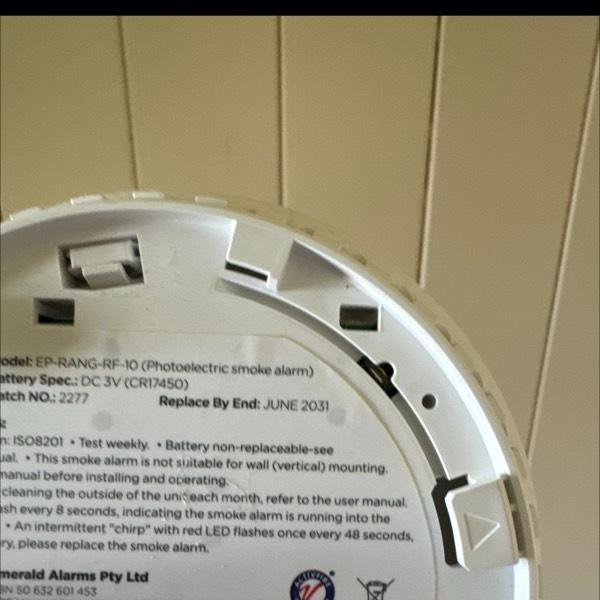 odel: EP-RANG-RF-10 (Photoelectric smoke alarm)
attery Spec.: DC 3V (CR17450)
atch NO.: 2277 Replace By End: JUNE 2031
n: ISO8201 • Test weekly. • Battery non-replaceable-see
ual. • This smoke alarm is not suitable for wall (vertical) mounting.
manual before installing and operating.
cleaning the outside of the unit each month, refer to the user manual.
ash every 8 seconds, indicating the smoke alarm is running into the
• An intermittent "chirp" with red LED flashes once every 48 seconds,
ry, please replace the smoke alarm.
merald Alarms Pty Ltd
BN 50 632 601 453
ACTIVFIRE